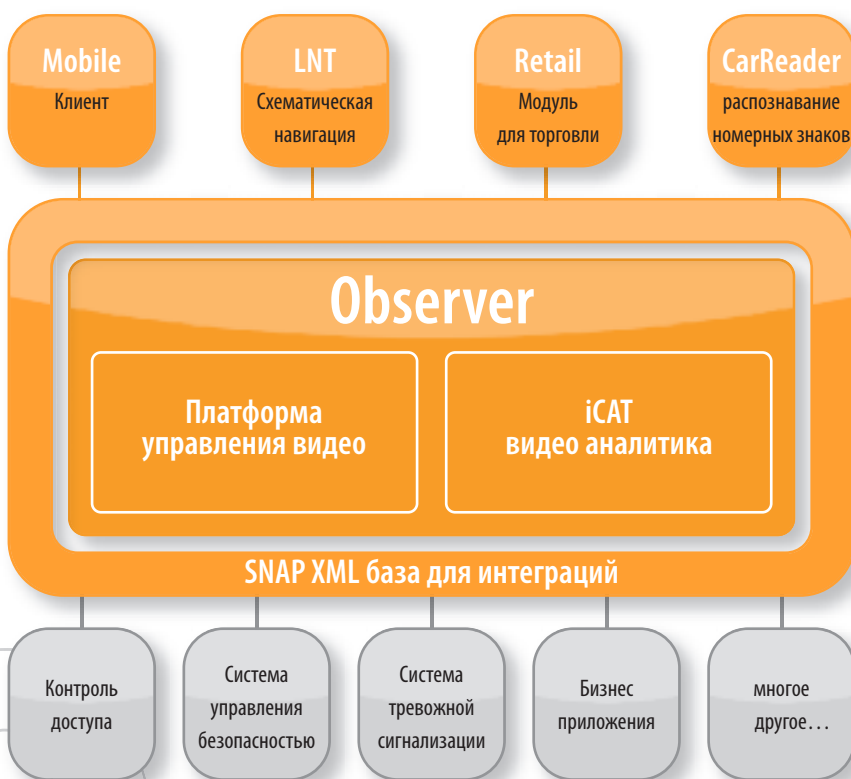 Mobile
Клиент
LNT
Схематическая
навигация
Retail
Модуль
для торговли
CarReader
распознавание
номерных знаков
Observer
Платформа
управления видео
iCAT
видео аналитика
SNAP XML база для интеграций
Контроль
доступа
Система
управления
безопасностью
Система
тревожной
сигнализации
Бизнес
приложения
многое
другое…